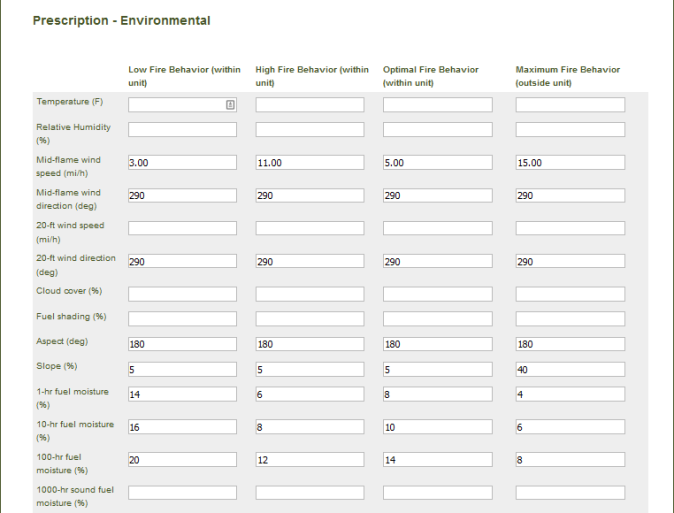 Prescription - Environmental
Low Fire Behavior (within unit) High Fire Behavior (within unit) Optimal Fire Behavior (within unit) Maximum Fire Behavior (outside unit)
Temperature (F)
Relative Humidity (%)
Mid-flame wind speed (mi/h) 3.00 11.00 5.00 15.00
Mid-flame wind direction (deg) 290 290 290 290
20-ft wind speed (mi/h)
20-ft wind direction (deg) 290 290 290 290
Cloud cover (%)
Fuel shading (%)
Aspect (deg) 180 180 180 180
Slope (%) 5 5 5 40
1-hr fuel moisture (%) 14 6 8 4
10-hr fuel moisture (%) 16 8 10 6
100-hr fuel moisture (%) 20 12 14 8
1000-hr sound fuel moisture (%)